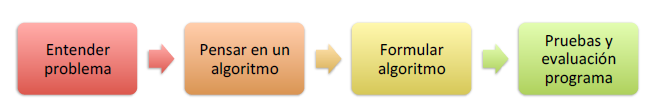 Entender
problema
Pensar en un
algoritmo
Formular
algoritmo
Pruebas y
evaluación
programa